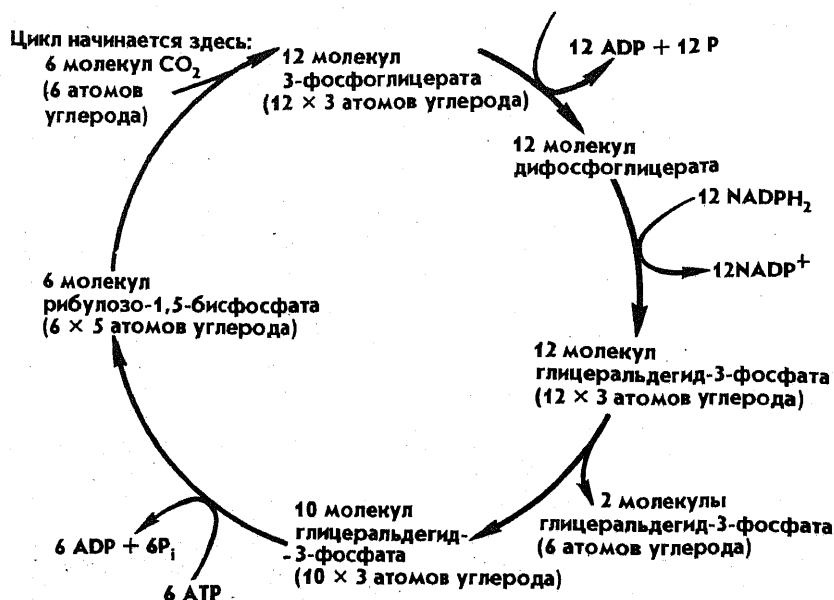 Цикл начинается здесь:
6 молекул CO2
(6 атомов
углерода)
12 молекул
3-фосфоглицерата
(12 × 3 атомов углерода)
12 ADP + 12 P
12 молекул
дифосфоглицерата
12 NADPH2
12NADP+
12 молекул
глицеральдегид-3-фосфата
(12 × 3 атомов углерода)
2 молекулы
глицеральдегид-3-фосфата
(6 атомов углерода)
10 молекул
глицеральдегид-
-3-фосфата
(10 × 3 атомов углерода)
6 ATP
6 ADP + 6Pi
6 молекул
рибулозо-1,5-бисфосфата
(6 × 5 атомов углерода)